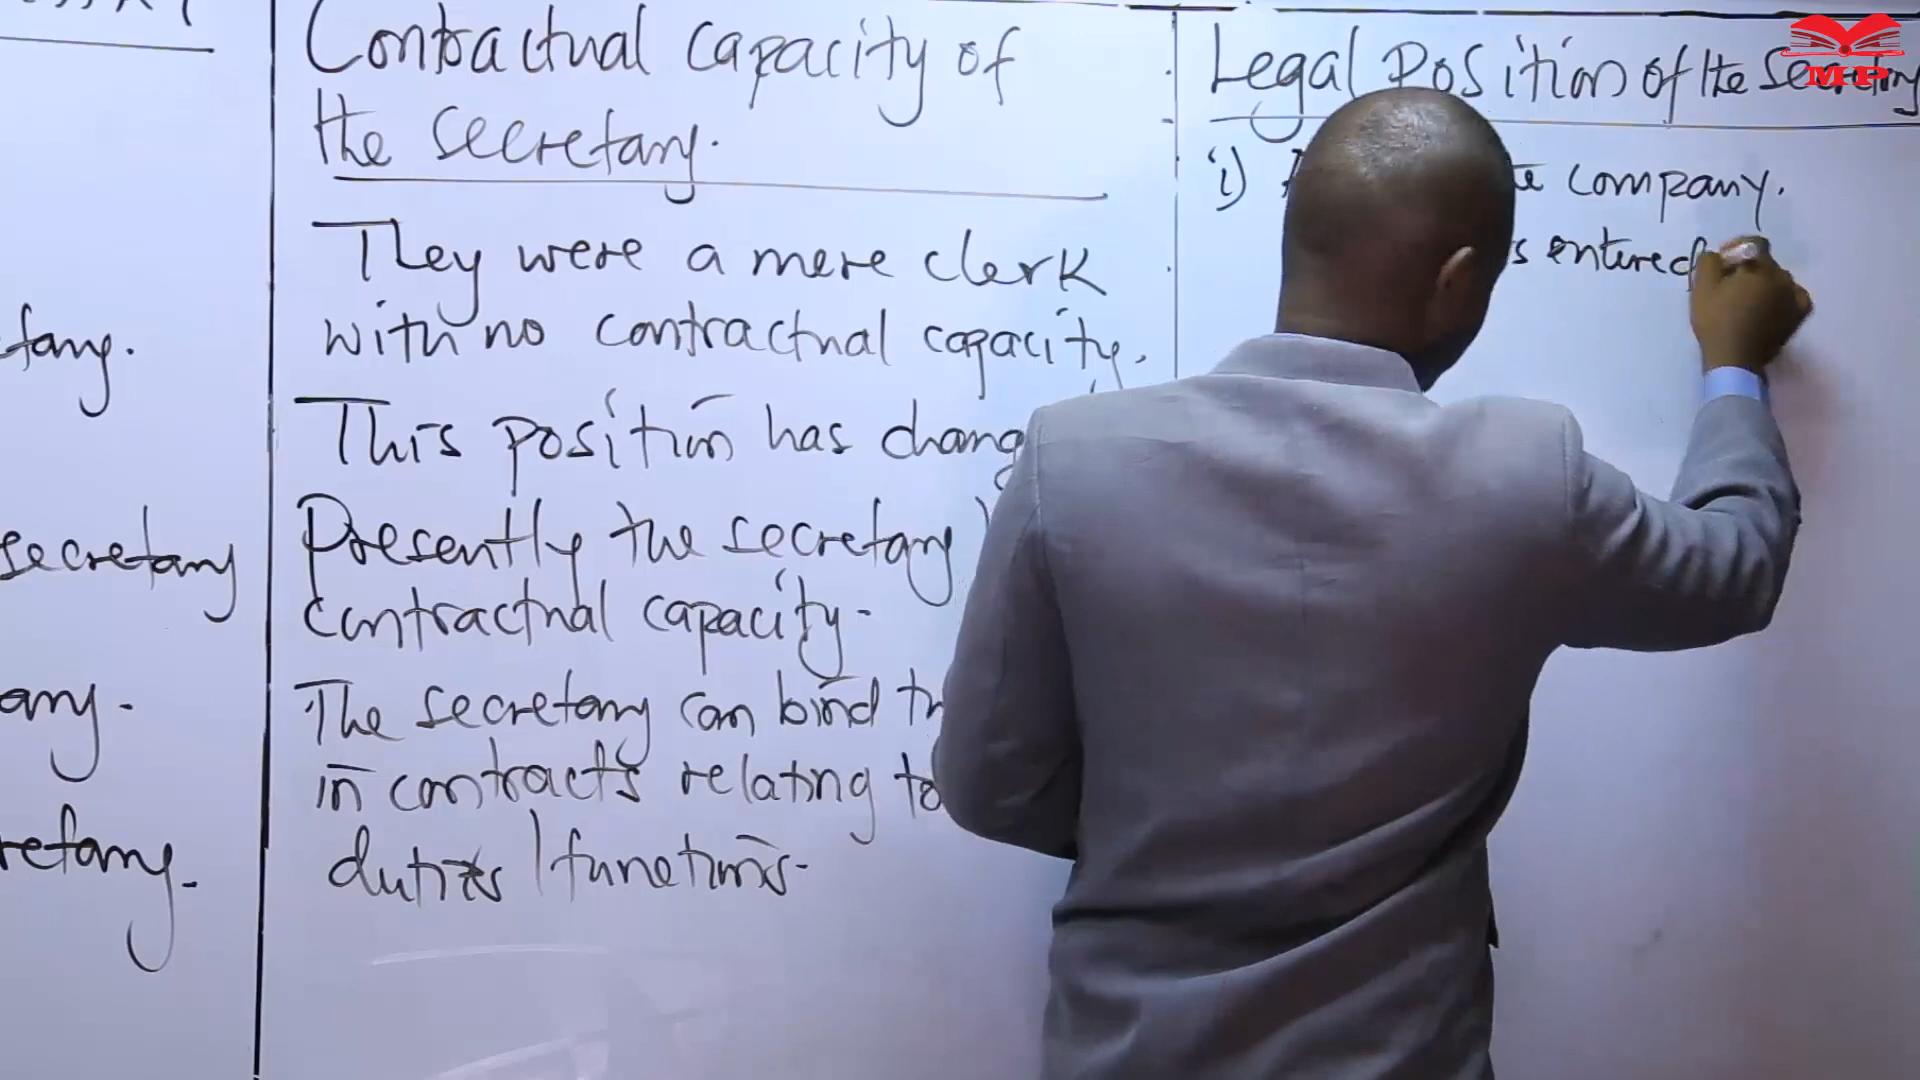 tary.
secretary
retary.
Contractual capacity of
the secretary.
They were a mere clerk
with no contractual capacity.
This position has chang
Presently the secretary
contractual capacity-
The secretary can bind th
in contracts relating to
duties / functions-
Legal Position of the secretary
i) company.
s entered
MP